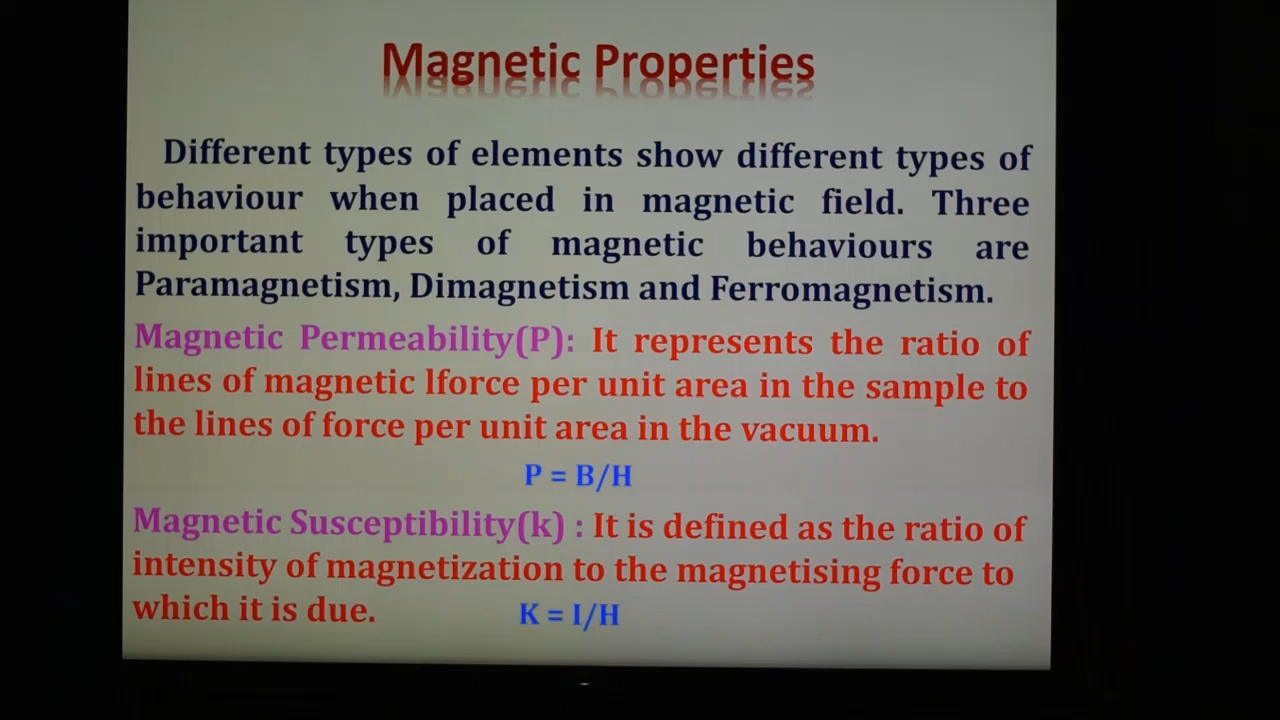 Magnetic Properties
Different types of elements show different types of
behaviour when placed in magnetic field. Three
important types of magnetic behaviours are
Paramagnetism, Dimagnetism and Ferromagnetism.
Magnetic Permeability(P): It represents the ratio of
lines of magnetic lforce per unit area in the sample to
the lines of force per unit area in the vacuum.
P = B/H
Magnetic Susceptibility(k) : It is defined as the ratio of
intensity of magnetization to the magnetising force to
which it is due. K = I/H